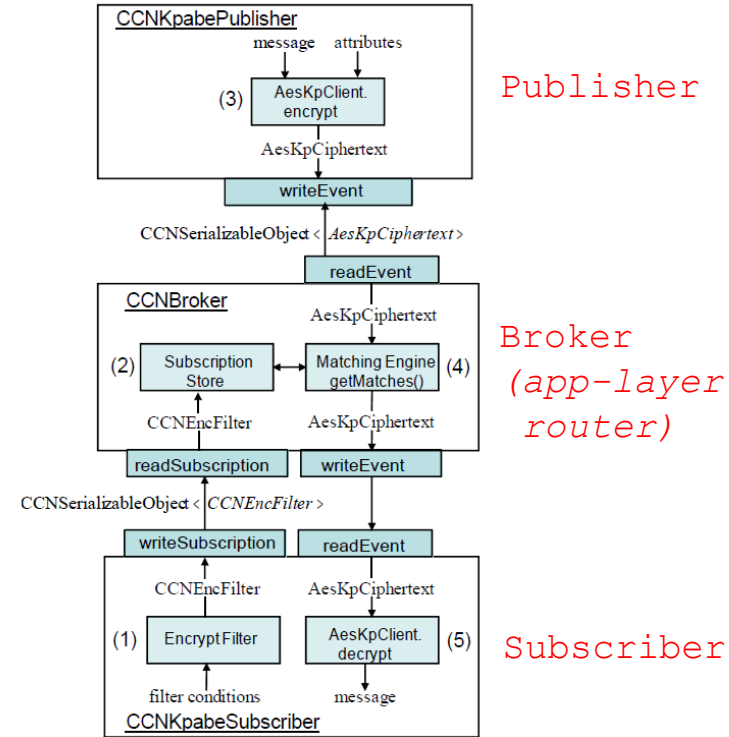 CCNKpabePublisher
message attributes
(3)
AesKpClient.
encrypt
AesKpCiphertext
writeEvent
Publisher
CCNSerializableObject < AesKpCiphertext >
readEvent
CCNBroker
AesKpCiphertext
(2)
Subscription
Store
Matching Engine
getMatches()
(4)
CCNEncFilter
AesKpCiphertext
readSubscription
writeEvent
Broker
(app-layer
router)
CCNSerializableObject < CCNEncFilter >
writeSubscription
readEvent
CCNEncFilter
AesKpCiphertext
(1)
EncryptFilter
AesKpClient.
decrypt
(5)
filter conditions
message
CCNKpabeSubscriber
Subscriber